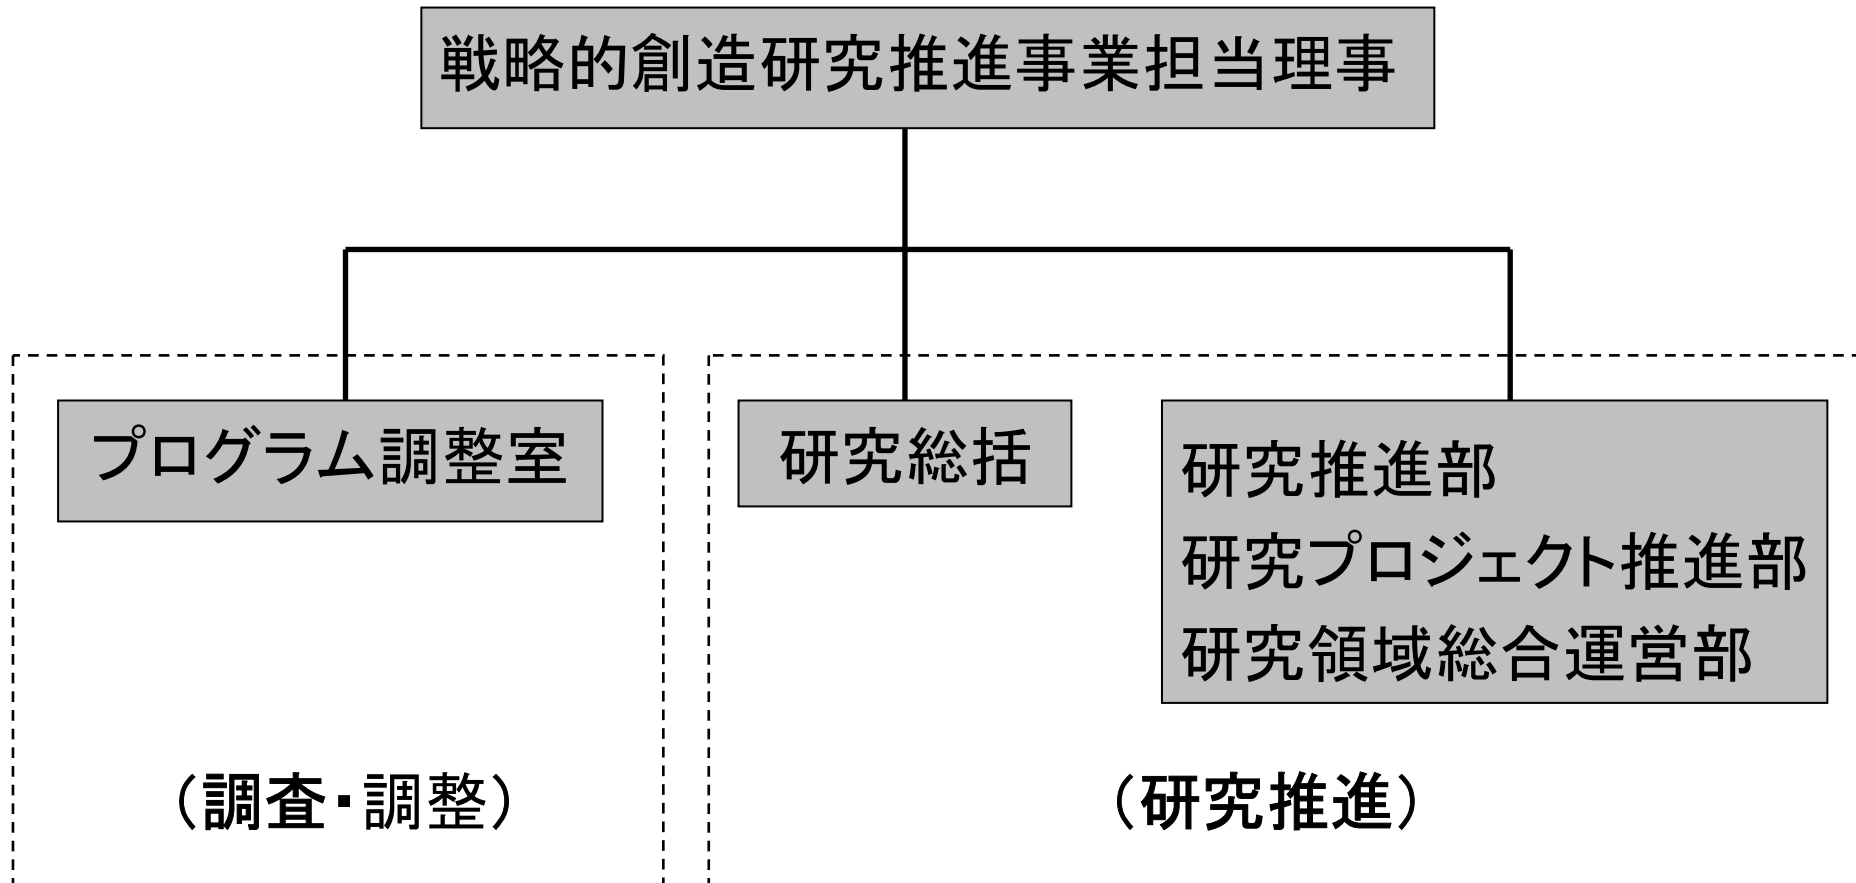 戦略的創造研究推進事業担当理事
プログラム調整室
研究総括
研究推進部
研究プロジェクト推進部
研究領域総合運営部
（調査・調整）
（研究推進）